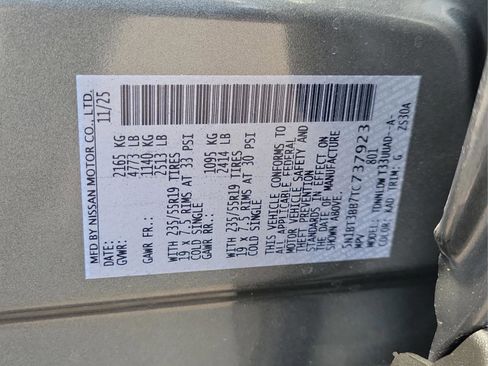 MFD BY NISSAN MOTOR CO., LTD.
11/25
GVWR: 2165 KG
4773 LB
GAWR FR.: 1140 KG
2513 LB
WITH 235/55R19 TIRES
19 X 7.5 RIMS AT 33 PSI
COLD SINGLE
GAWR RR.: 1095 KG
2414 LB
WITH 235/55R19 TIRES
19 X 7.5 RIMS AT 30 PSI
COLD SINGLE
THIS VEHICLE CONFORMS TO
ALL APPLICABLE FEDERAL
MOTOR VEHICLE SAFETY AND
THEFT PREVENTION
STANDARDS IN EFFECT ON
THE DATE OF MANUFACTURE
SHOWN ABOVE.
737923
MPV 801
MODEL:
COLOR: KAD TRIM: G ZS30A